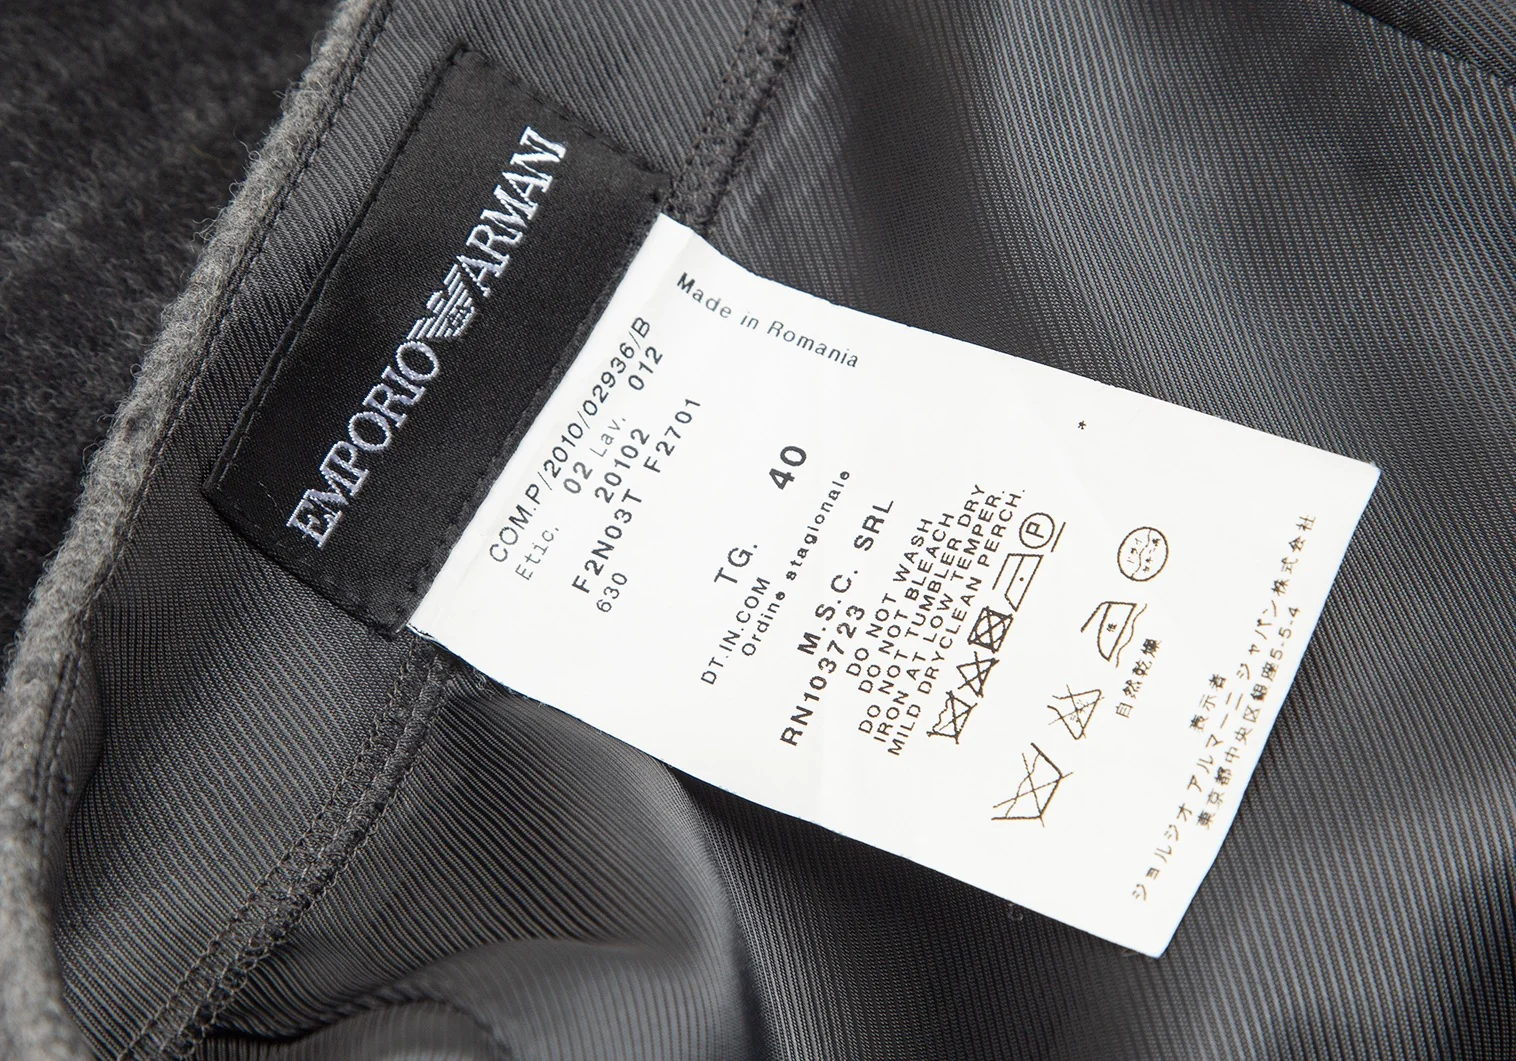 EMPORIO ARMANI
Made in Romania
COM.P/2010/02936/B
Etic. 02 Lav. 012
20102
F2N03T F2701
630
TG. 40
DT.IN.COM
Ordine stagionale
M.S.C. SRL
RN103723
DO NOT WASH
DO NOT BLEACH
DO NOT TUMBLER DRY
IRON AT LOW TEMPER.
MILD DRYCLEAN PERCH.
P
*
低
自然乾燥
表示者
ジョルジオ アルマーニ ジャパン株式会社
東京都中央区銀座5-5-4